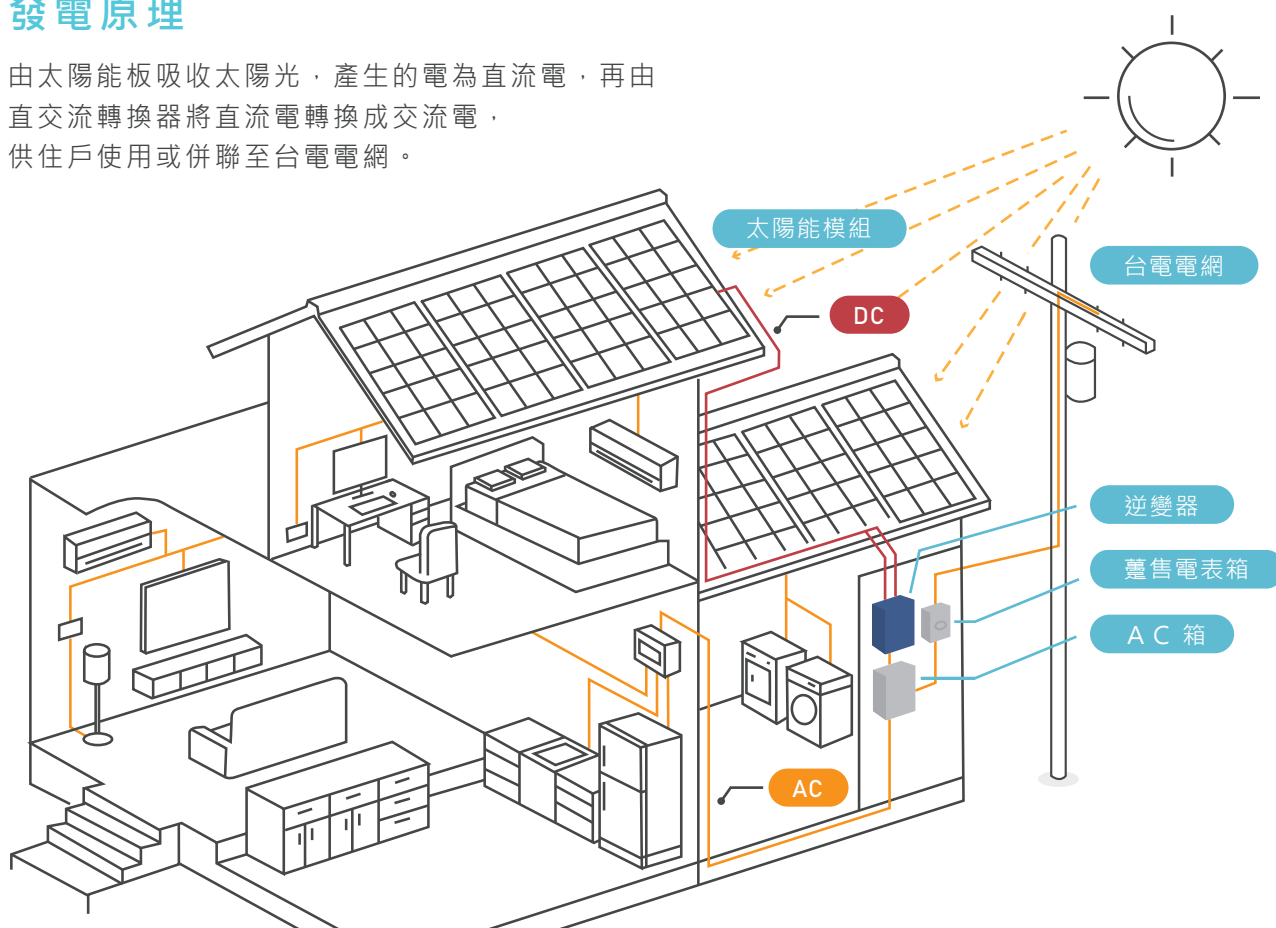 發電原理
由太陽能板吸收太陽光，產生的電為直流電，再由
直交流轉換器將直流電轉換成交流電，
供住戶使用或併聯至台電電網。
太陽能模組
台電電網
DC
逆變器
躉售電表箱
AC 箱
AC